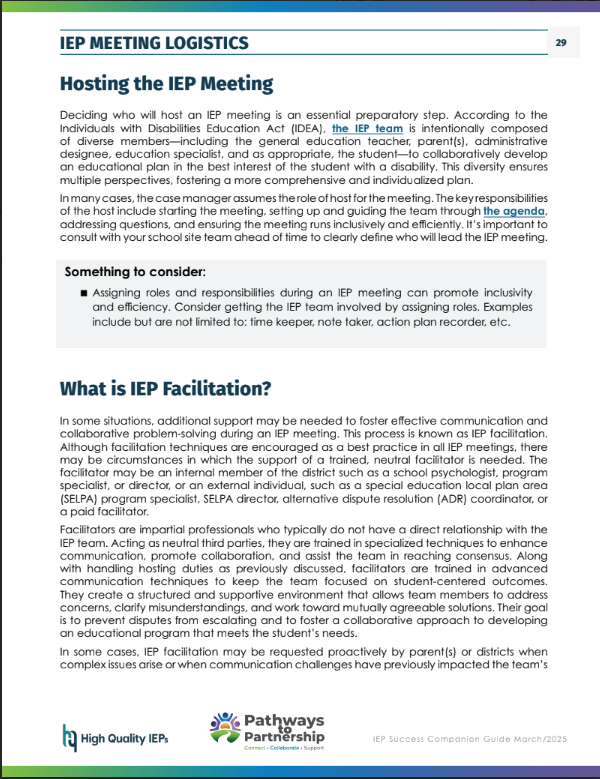 IEP MEETING LOGISTICS
29
Hosting the IEP Meeting
Deciding who will host an IEP meeting is an essential preparatory step. According to the
Individuals with Disabilities Education Act (IDEA), the IEP team is intentionally composed
of diverse members—including the general education teacher, parent(s), administrative
designee, education specialist, and as appropriate, the student—to collaboratively develop
an educational plan in the best interest of the student with a disability. This diversity ensures
multiple perspectives, fostering a more comprehensive and individualized plan.
In many cases, the case manager assumes the role of host for the meeting. The key responsibilities
of the host include starting the meeting, setting up and guiding the team through the agenda,
addressing questions, and ensuring the meeting runs inclusively and efficiently. It's important to
consult with your school site team ahead of time to clearly define who will lead the IEP meeting.
Something to consider:
■ Assigning roles and responsibilities during an IEP meeting can promote inclusivity
and efficiency. Consider getting the IEP team involved by assigning roles. Examples
include but are not limited to: time keeper, note taker, action plan recorder, etc.
What is IEP Facilitation?
In some situations, additional support may be needed to foster effective communication and
collaborative problem-solving during an IEP meeting. This process is known as IEP facilitation.
Although facilitation techniques are encouraged as a best practice in all IEP meetings, there
may be circumstances in which the support of a trained, neutral facilitator is needed. The
facilitator may be an internal member of the district such as a school psychologist, program
specialist, or director, or an external individual, such as a special education local plan area
(SELPA) program specialist, SELPA director, alternative dispute resolution (ADR) coordinator, or
a paid facilitator.
Facilitators are impartial professionals who typically do not have a direct relationship with the
IEP team. Acting as neutral third parties, they are trained in specialized techniques to enhance
communication, promote collaboration, and assist the team in reaching consensus. Along
with handling hosting duties as previously discussed, facilitators are trained in advanced
communication techniques to keep the team focused on student-centered outcomes.
They create a structured and supportive environment that allows team members to address
concerns, clarify misunderstandings, and work toward mutually agreeable solutions. Their goal
is to prevent disputes from escalating and to foster a collaborative approach to developing
an educational program that meets the student's needs.
In some cases, IEP facilitation may be requested proactively by parent(s) or districts when
complex issues arise or when communication challenges have previously impacted the team's
High Quality IEPs
Pathways
to
Partnership
Connect • Collaborate • Support
IEP Success Companion Guide March/2025